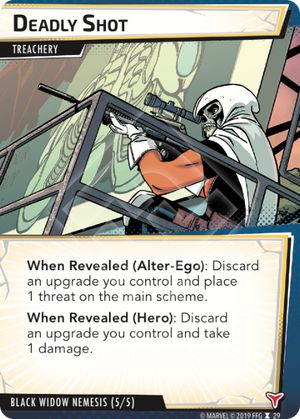 DEADLY SHOT
TREACHERY
When Revealed (Alter-Ego): Discard
an upgrade you control and place
1 threat on the main scheme.
When Revealed (Hero): Discard
an upgrade you control and take
1 damage.
BLACK WIDOW NEMESIS (5/5)
© MARVEL © 2019 FFG 29